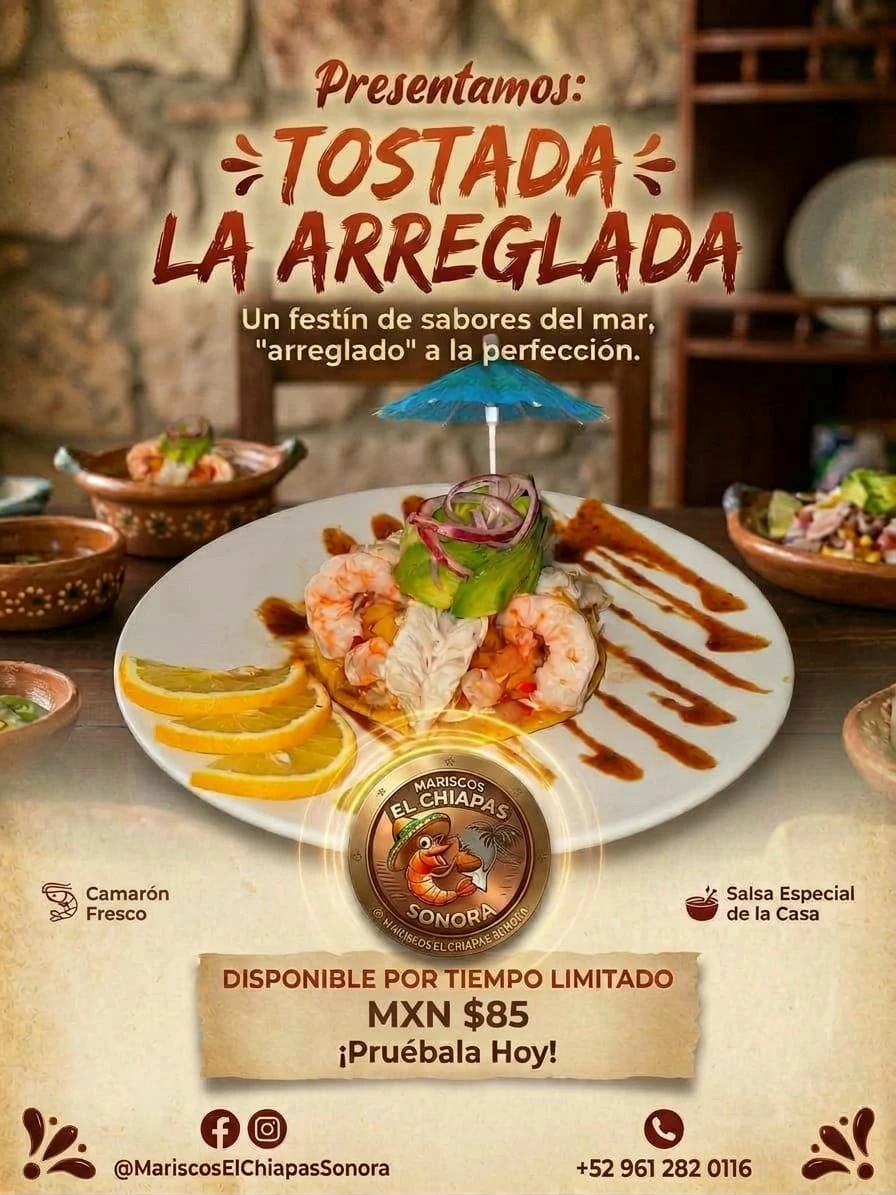 Presentamos:
TOSTADA
LA ARREGLADA
Un festín de sabores del mar,
"arreglado" a la perfección.
MARISCOS
EL CHIAPAS
SONORA
Camarón
Fresco
Salsa Especial
de la Casa
DISPONIBLE POR TIEMPO LIMITADO
MXN $85
¡Pruébala Hoy!
@MariscosElChiapasSonora
+52 961 282 0116